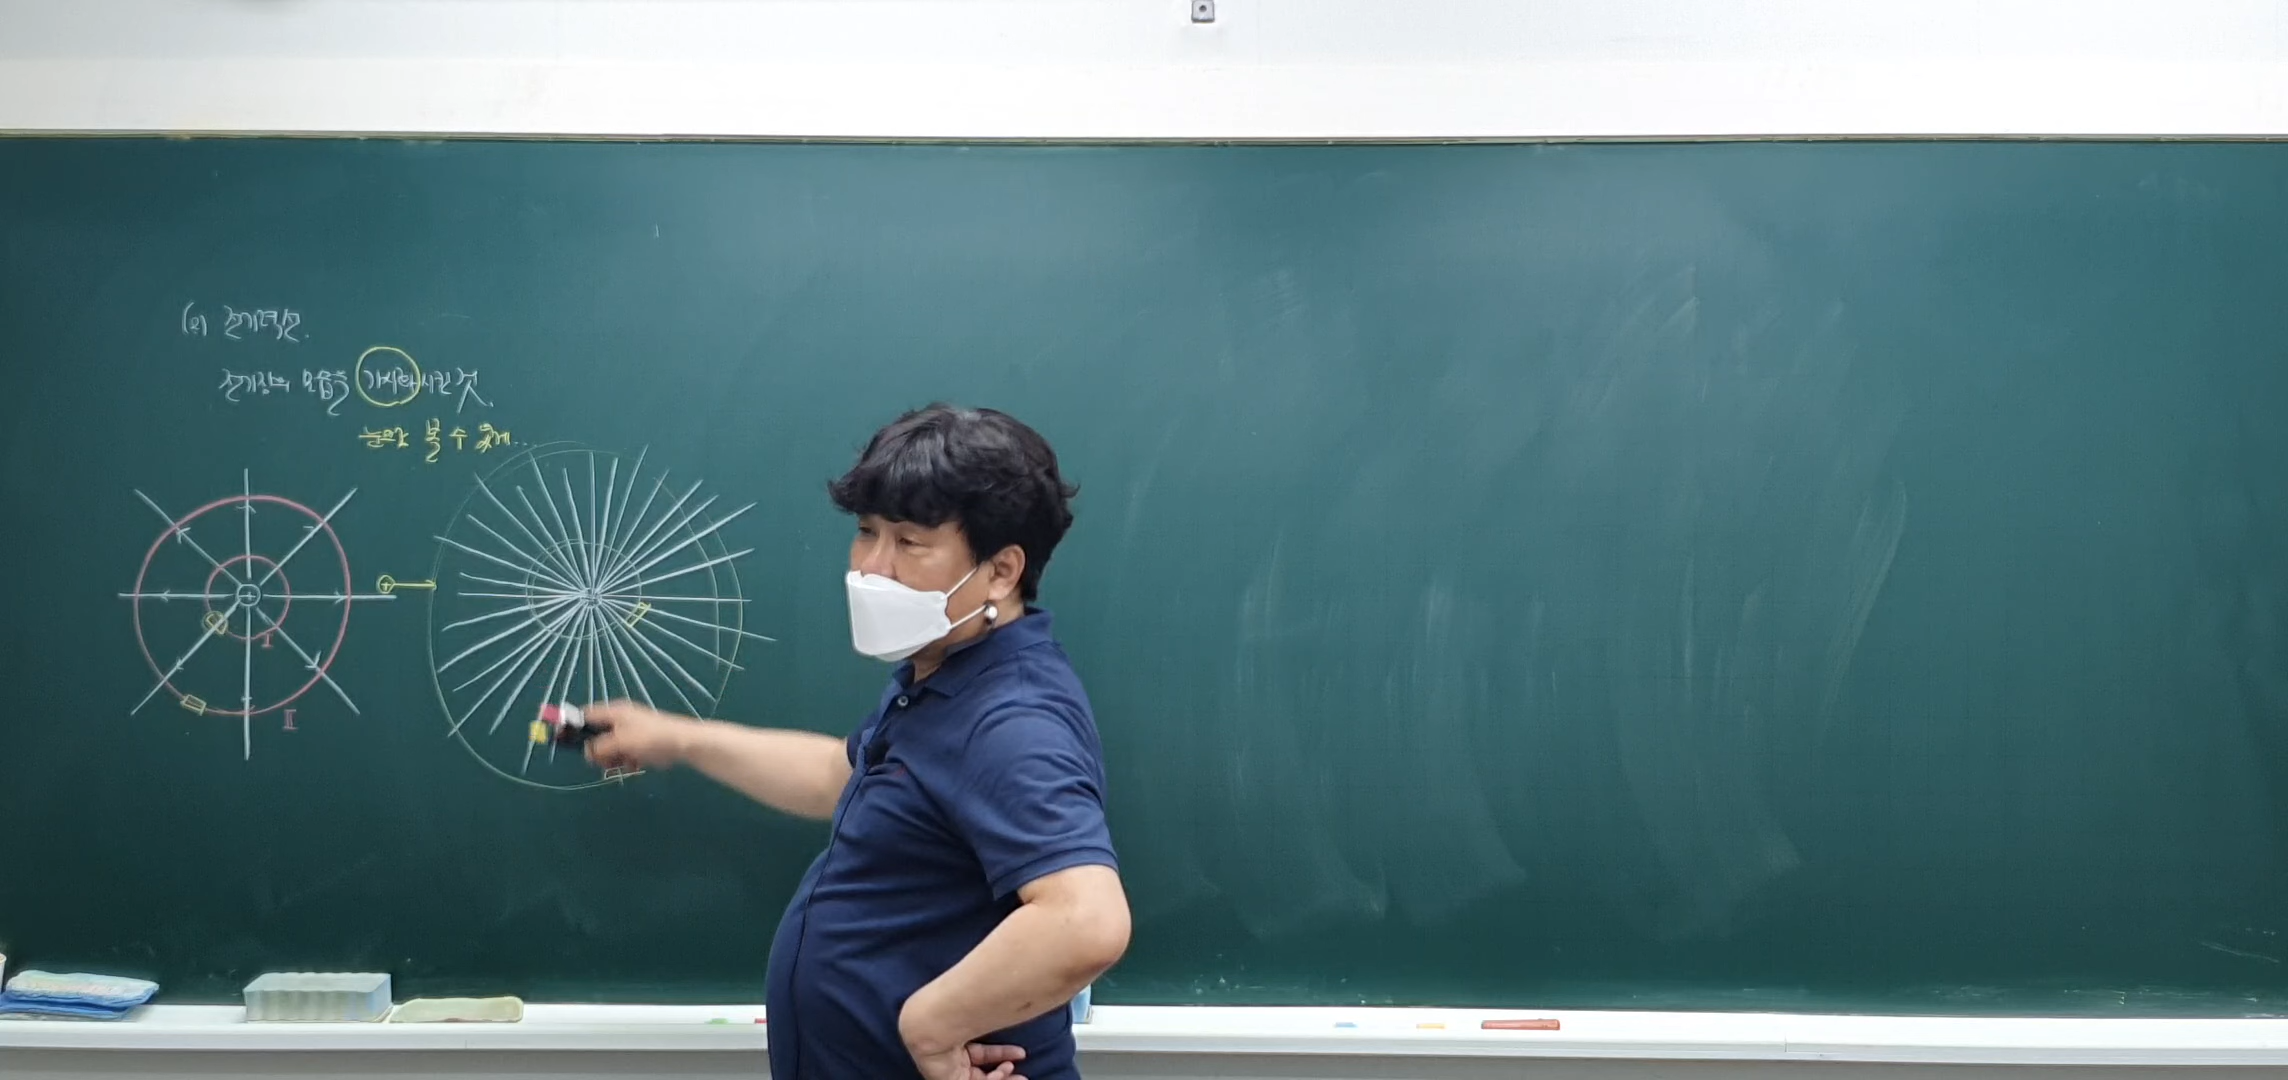 (2) 전기력선.
전기장의 모습을 가시화 시킨 것.
눈으로 볼 수 있게...
+
+
I
II